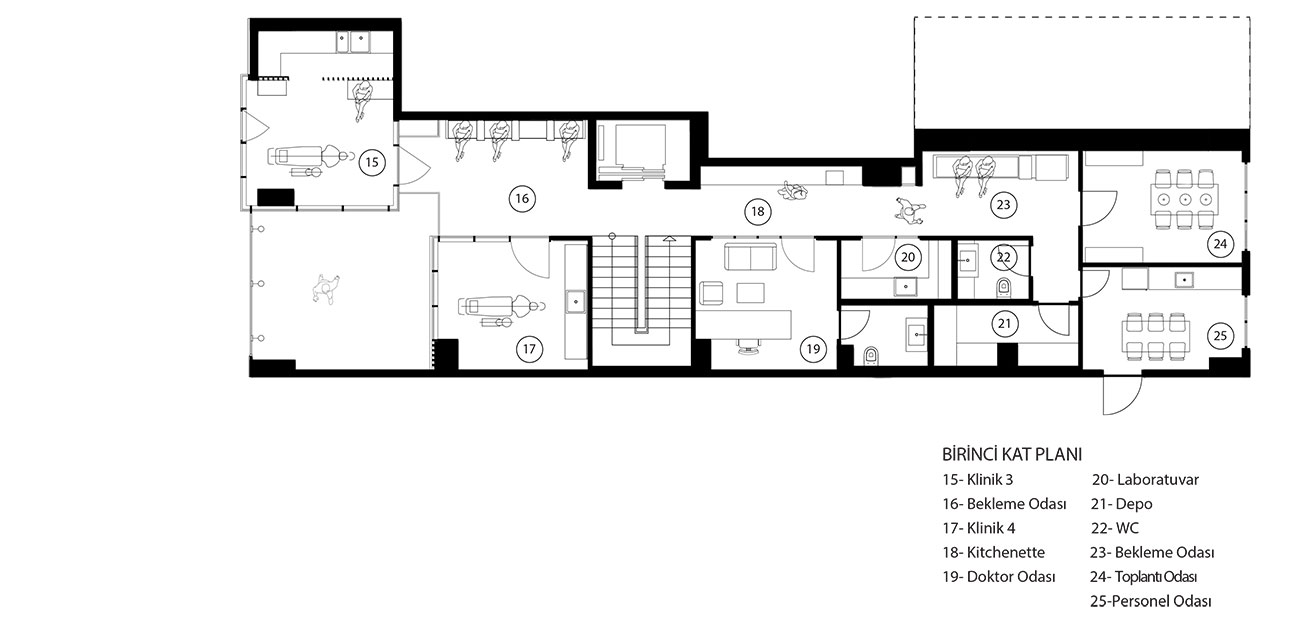 15
16
18
23
24
20
22
21
17
19
25
BİRİNCİ KAT PLANI
15- Klinik 3
16- Bekleme Odası
17- Klinik 4
18- Kitchenette
19- Doktor Odası
20- Laboratuvar
21- Depo
22- WC
23- Bekleme Odası
24- Toplantı Odası
25-Personel Odası